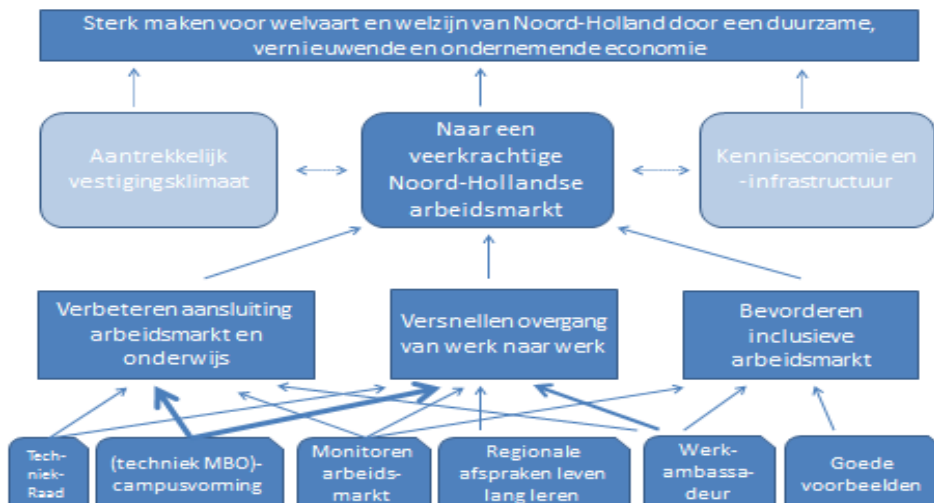 Sterk maken voor welvaart en welzijn van Noord-Holland door een duurzame,
vernieuwende en ondernemende economie
Aantrekkelijk
vestigingsklimaat
Naar een
veerkrachtige
Noord-Hollandse
arbeidsmarkt
Kenniseconomie en
-infrastructuur
Verbeteren aansluiting
arbeidsmarkt en
onderwijs
Versnellen overgang
van werk naar werk
Bevorderen
inclusieve
arbeidsmarkt
Tech-
niek-
Raad
(techniek MBO)-
campusvorming
Monitoren
arbeids-
markt
Regionale
afspraken leven
lang leren
Werk-
ambassa-
deur
Goede
voorbeelden